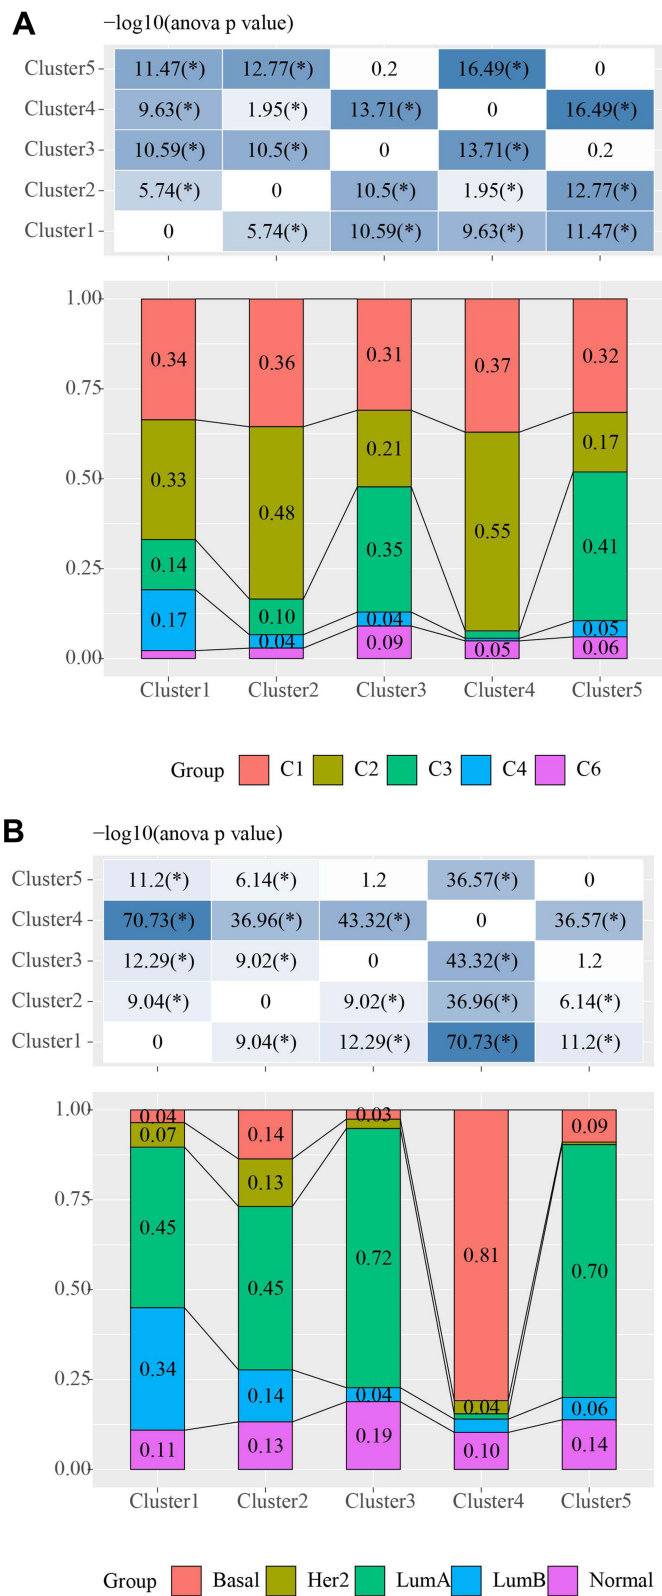 A
−log10(anova p value)
Cluster5 11.47(*) 12.77(*) 0.2 16.49(*) 0
Cluster4 9.63(*) 1.95(*) 13.71(*) 0 16.49(*)
Cluster3 10.59(*) 10.5(*) 0 13.71(*) 0.2
Cluster2 5.74(*) 0 10.5(*) 1.95(*) 12.77(*)
Cluster1 0 5.74(*) 10.59(*) 9.63(*) 11.47(*)
1.00
0.34 0.36 0.31 0.37 0.32
0.75
0.33 0.48 0.21 0.55 0.17
0.50
0.14 0.10 0.35 0.41
0.25
0.17 0.04 0.04 0.05
0.09 0.05 0.06
0.00
Cluster1 Cluster2 Cluster3 Cluster4 Cluster5
Group C1 C2 C3 C4 C6
B
−log10(anova p value)
Cluster5 11.2(*) 6.14(*) 1.2 36.57(*) 0
Cluster4 70.73(*) 36.96(*) 43.32(*) 0 36.57(*)
Cluster3 12.29(*) 9.02(*) 0 43.32(*) 1.2
Cluster2 9.04(*) 0 9.02(*) 36.96(*) 6.14(*)
Cluster1 0 9.04(*) 12.29(*) 70.73(*) 11.2(*)
1.00
0.04 0.14 0.03 0.81 0.09
0.07 0.13
0.75
0.45 0.45 0.72 0.70
0.50
0.34 0.14 0.04 0.04 0.06
0.25
0.11 0.13 0.19 0.10 0.14
0.00
Cluster1 Cluster2 Cluster3 Cluster4 Cluster5
Group Basal Her2 LumA LumB Normal